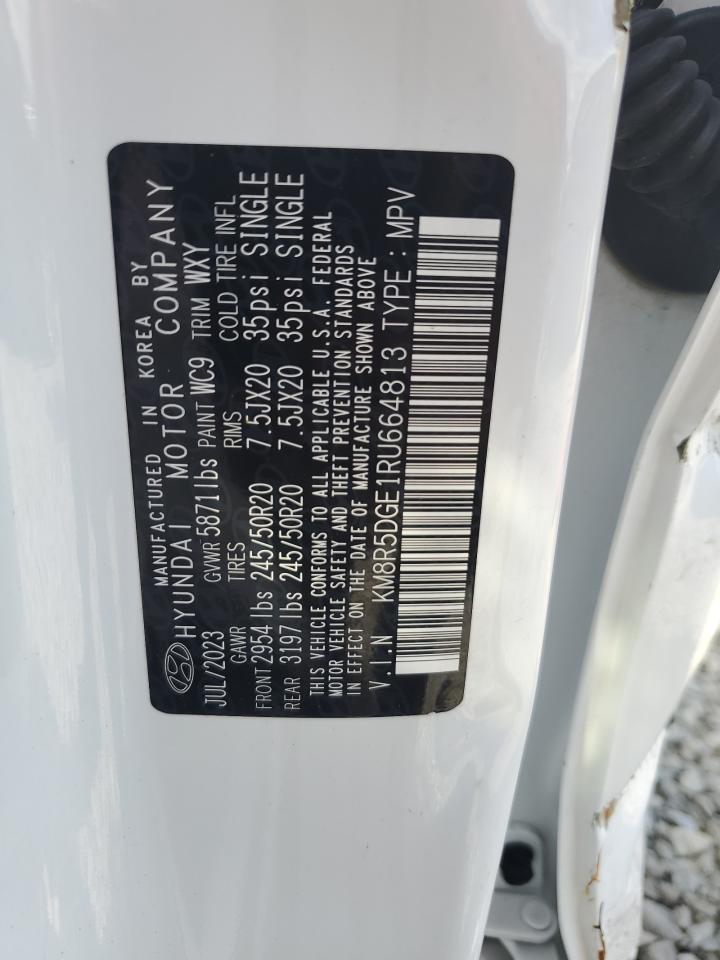 MANUFACTURED IN KOREA BY
HYUNDAI MOTOR COMPANY
JUL/2023 GVWR 5871lbs PAINT WC9 TRIM WXY
GAWR TIRES RIMS COLD TIRE INFL
FRONT 2954 lbs 245/50R20 7.5JX20 35psi SINGLE
REAR 3197 lbs 245/50R20 7.5JX20 35psi SINGLE
THIS VEHICLE CONFORMS TO ALL APPLICABLE U.S.A. FEDERAL
MOTOR VEHICLE SAFETY AND THEFT PREVENTION STANDARDS
IN EFFECT ON THE DATE OF MANUFACTURE SHOWN ABOVE
V.I.N KM8R5DGE1RU664813 TYPE : MPV